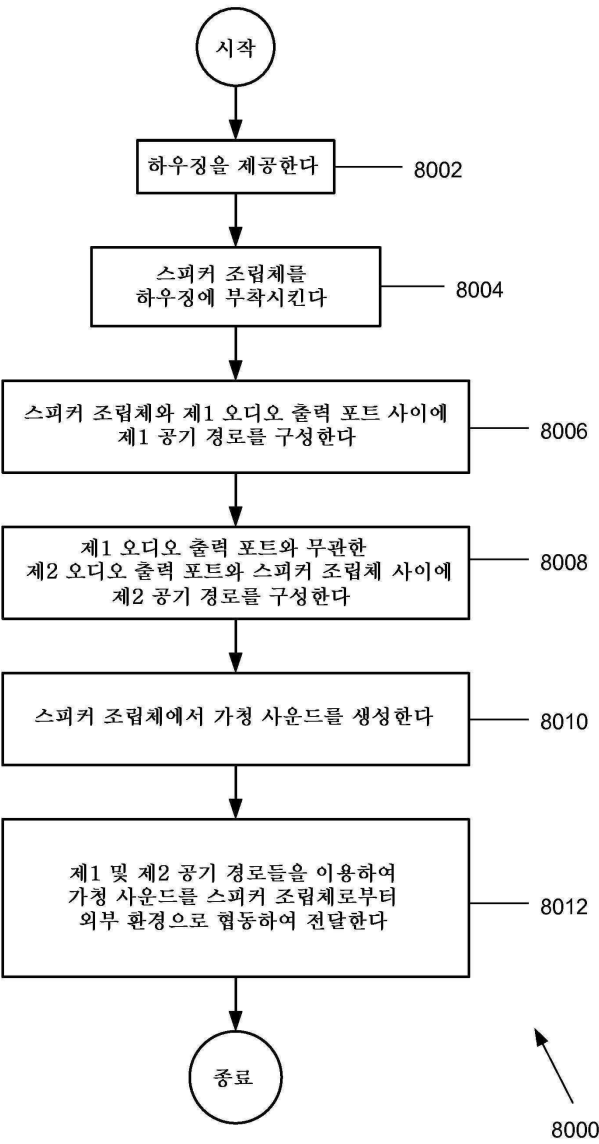 시작
하우징을 제공한다
8002
스피커 조립체를
하우징에 부착시킨다
8004
스피커 조립체와 제1 오디오 출력 포트 사이에
제1 공기 경로를 구성한다
8006
제1 오디오 출력 포트와 무관한
제2 오디오 출력 포트와 스피커 조립체 사이에
제2 공기 경로를 구성한다
8008
스피커 조립체에서 가청 사운드를 생성한다
8010
제1 및 제2 공기 경로들을 이용하여
가청 사운드를 스피커 조립체로부터
외부 환경으로 협동하여 전달한다
8012
종료
8000